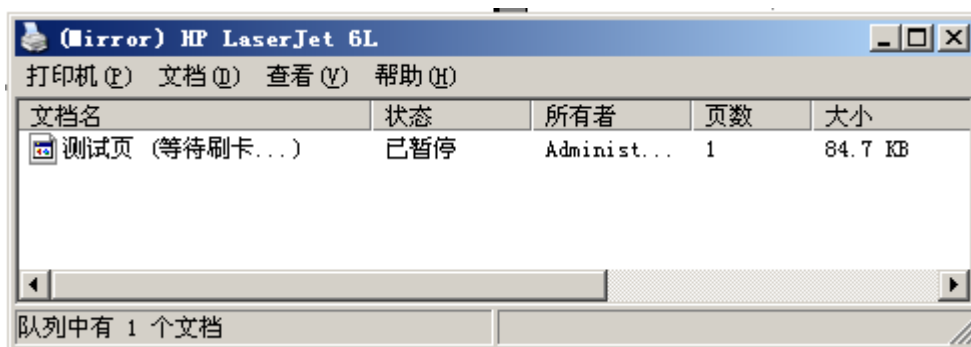 (Mirror) HP LaserJet 6L
打印机(P) 文档(D) 查看(V) 帮助(H)
文档名 状态 所有者 页数 大小
测试页 (等待刷卡...) 已暂停 Administ... 1 84.7 KB
队列中有 1 个文档